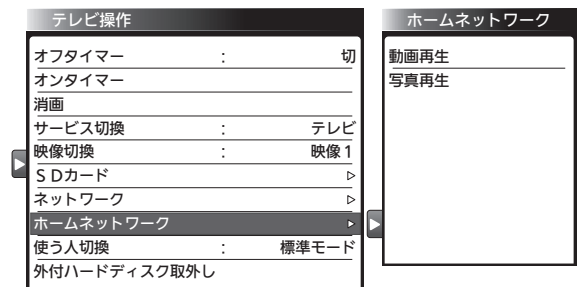 テレビ操作
オフタイマー : 切
オンタイマー
消画
サービス切換 : テレビ
映像切換 : 映像1
SDカード
ネットワーク
ホームネットワーク
使う人切換 : 標準モード
外付ハードディスク取外し
ホームネットワーク
動画再生
写真再生